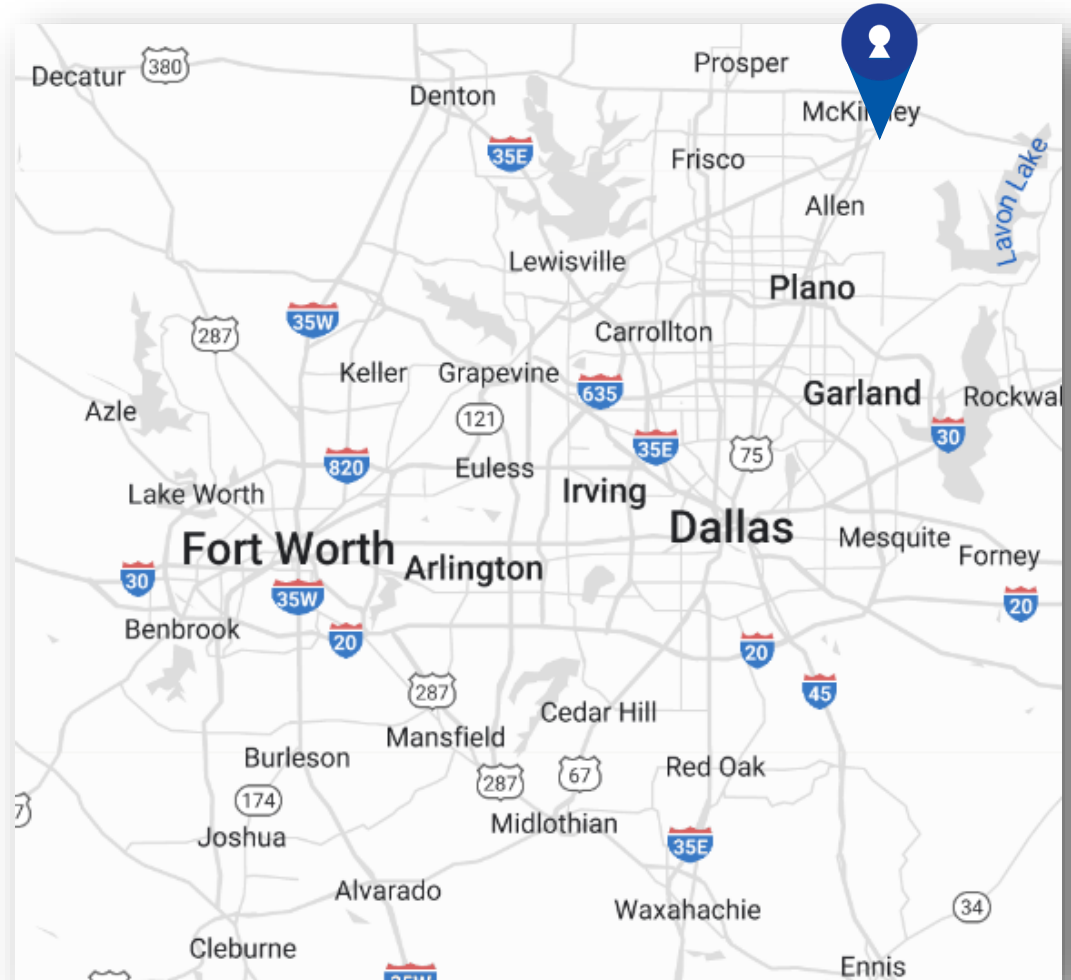 Prosper
Decatur
380
Denton
McKinney
Frisco
35E
Lavon Lake
Allen
Lewisville
Plano
35W
287
Carrollton
Keller
Grapevine
635
Garland
Rockwal
Azle
121
35E
75
30
820
Euless
Lake Worth
Irving
Dallas
Mesquite
Fort Worth
Arlington
Forney
30
35W
20
Benbrook
20
20
287
45
Cedar Hill
Mansfield
Burleson
287
67
Red Oak
174
7
Midlothian
Joshua
35E
Alvarado
Waxahachie
34
Cleburne
Ennis
35W